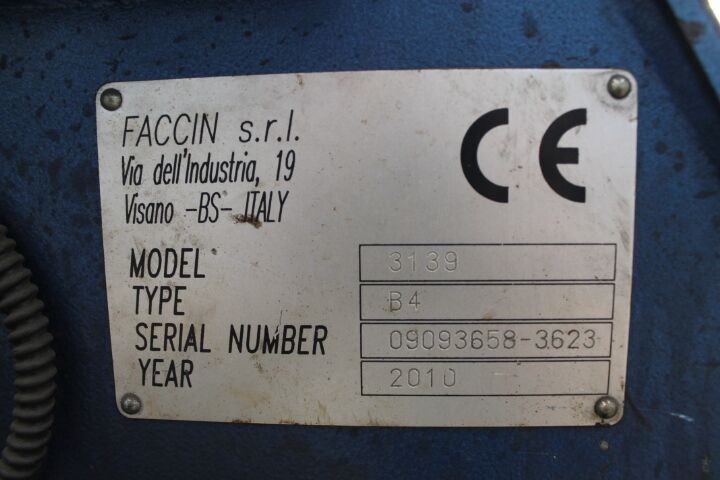 FACCIN s.r.l.
Via dell'Industria, 19
Visano -BS- ITALY
CE
MODEL 3139
TYPE B4
SERIAL NUMBER 09093658-3623
YEAR 2010